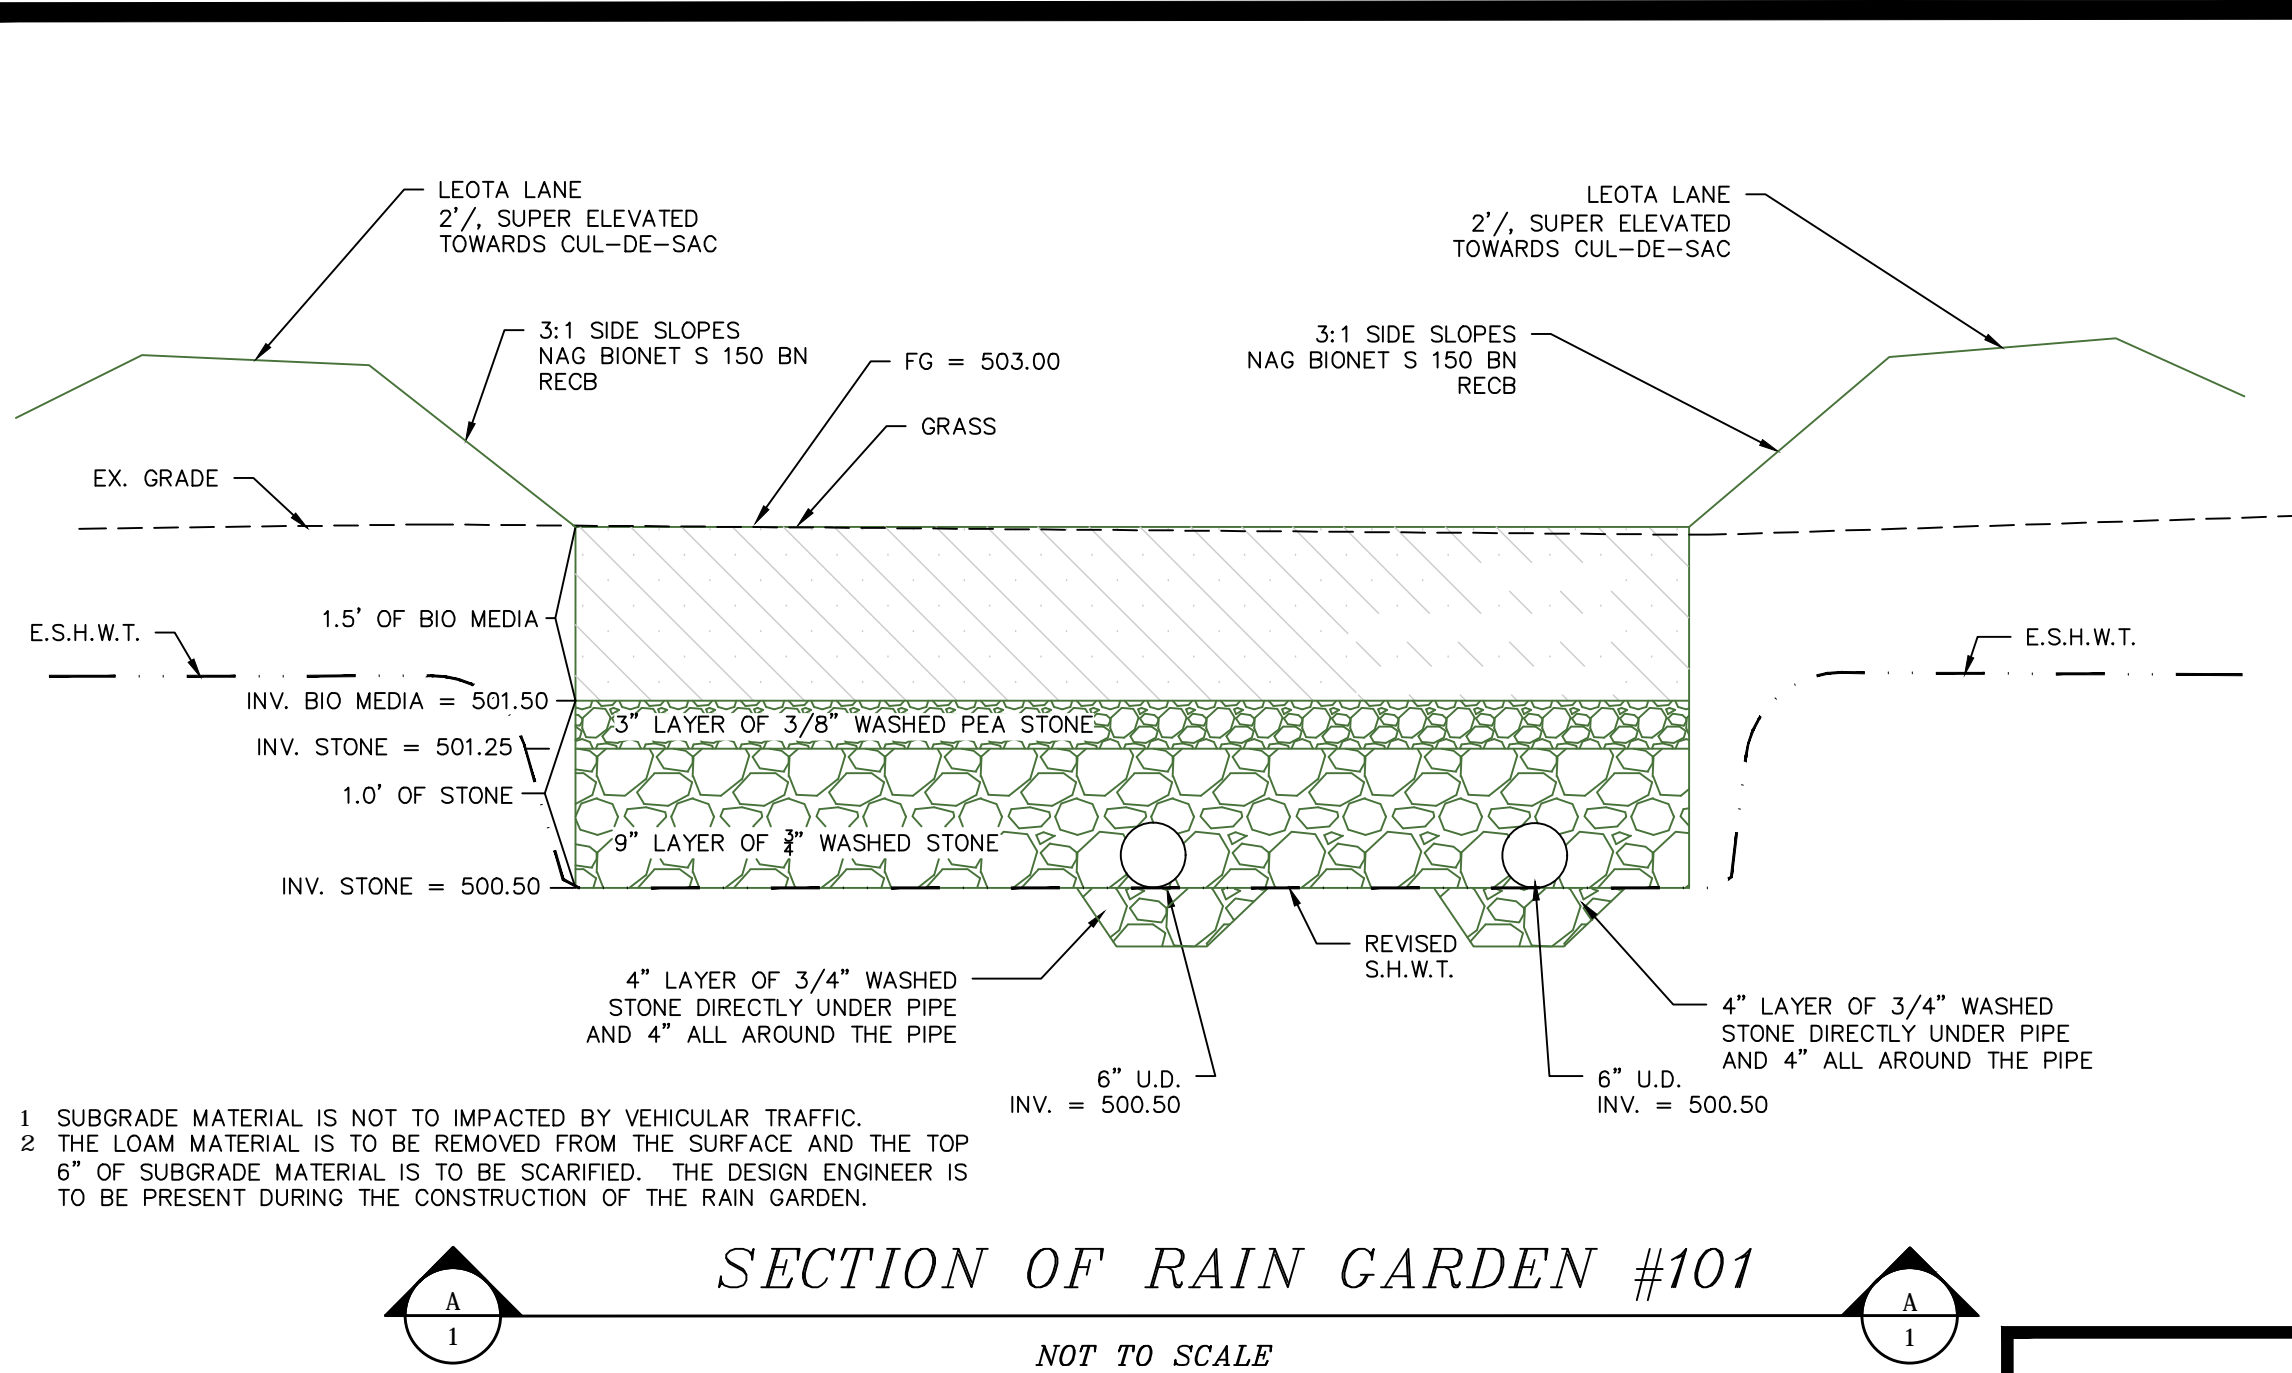 LEOTA LANE
2'/, SUPER ELEVATED
TOWARDS CUL-DE-SAC
LEOTA LANE
2'/, SUPER ELEVATED
TOWARDS CUL-DE-SAC
3:1 SIDE SLOPES
NAG BIONET S 150 BN
RECB
FG = 503.00
GRASS
3:1 SIDE SLOPES
NAG BIONET S 150 BN
RECB
EX. GRADE
1.5' OF BIO MEDIA
E.S.H.W.T.
E.S.H.W.T.
INV. BIO MEDIA = 501.50
3" LAYER OF 3/8" WASHED PEA STONE
INV. STONE = 501.25
1.0' OF STONE
9" LAYER OF 3/4" WASHED STONE
INV. STONE = 500.50
REVISED
S.H.W.T.
4" LAYER OF 3/4" WASHED
STONE DIRECTLY UNDER PIPE
AND 4" ALL AROUND THE PIPE
4" LAYER OF 3/4" WASHED
STONE DIRECTLY UNDER PIPE
AND 4" ALL AROUND THE PIPE
6" U.D.
INV. = 500.50
6" U.D.
INV. = 500.50
1 SUBGRADE MATERIAL IS NOT TO IMPACTED BY VEHICULAR TRAFFIC.
2 THE LOAM MATERIAL IS TO BE REMOVED FROM THE SURFACE AND THE TOP
6" OF SUBGRADE MATERIAL IS TO BE SCARIFIED. THE DESIGN ENGINEER IS
TO BE PRESENT DURING THE CONSTRUCTION OF THE RAIN GARDEN.
SECTION OF RAIN GARDEN #101
A
1
A
1
NOT TO SCALE